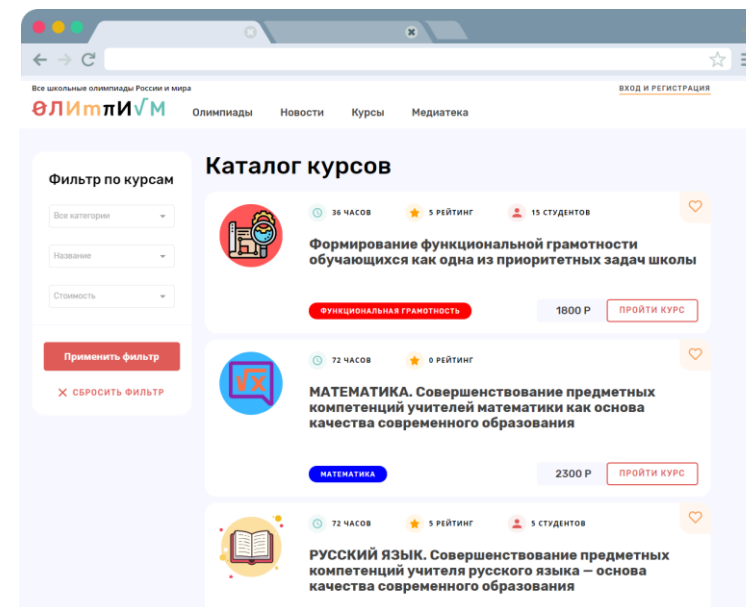 Все школьные олимпиады России и мира
ВХОД И РЕГИСТРАЦИЯ
ОЛИmπИ√М
Олимпиады Новости Курсы Медиатека
Фильтр по курсам
Все категории
Название
Стоимость
Применить фильтр
СБРОСИТЬ ФИЛЬТР
Каталог курсов
36 ЧАСОВ 5 РЕЙТИНГ 15 СТУДЕНТОВ
Формирование функциональной грамотности
обучающихся как одна из приоритетных задач школы
ФУНКЦИОНАЛЬНАЯ ГРАМОТНОСТЬ 1800 Р ПРОЙТИ КУРС
72 ЧАСОВ 0 РЕЙТИНГ
√x
МАТЕМАТИКА. Совершенствование предметных
компетенций учителей математики как основа
качества современного образования
МАТЕМАТИКА 2300 Р ПРОЙТИ КУРС
72 ЧАСОВ 5 РЕЙТИНГ 5 СТУДЕНТОВ
РУССКИЙ ЯЗЫК. Совершенствование предметных
компетенций учителя русского языка — основа
качества современного образования